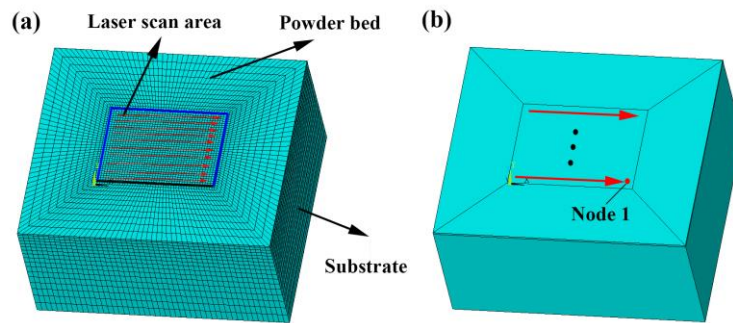 (a)
Laser scan area
Powder bed
Substrate
(b)
Node 1